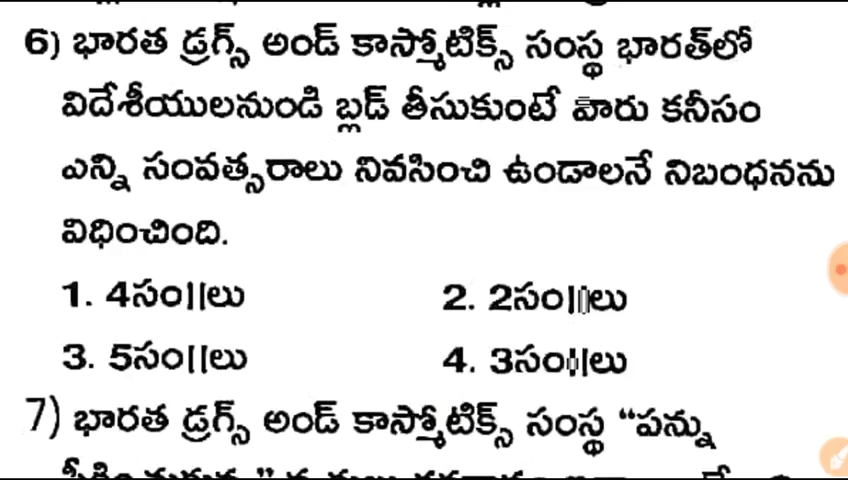 6) భారత డ్రగ్స్ అండ్ కాస్మోటిక్స్ సంస్థ భారత్‌లో
విదేశీయులనుండి బ్లడ్ తీసుకుంటే వారు కనీసం
ఎన్ని సంవత్సరాలు నివసించి ఉండాలనే నిబంధనను
విధించింది.
1. 4సం||లు 2. 2సం||లు
3. 5సం||లు 4. 3సం||లు
7) భారత డ్రగ్స్ అండ్ కాస్మోటిక్స్ సంస్థ “పన్ను